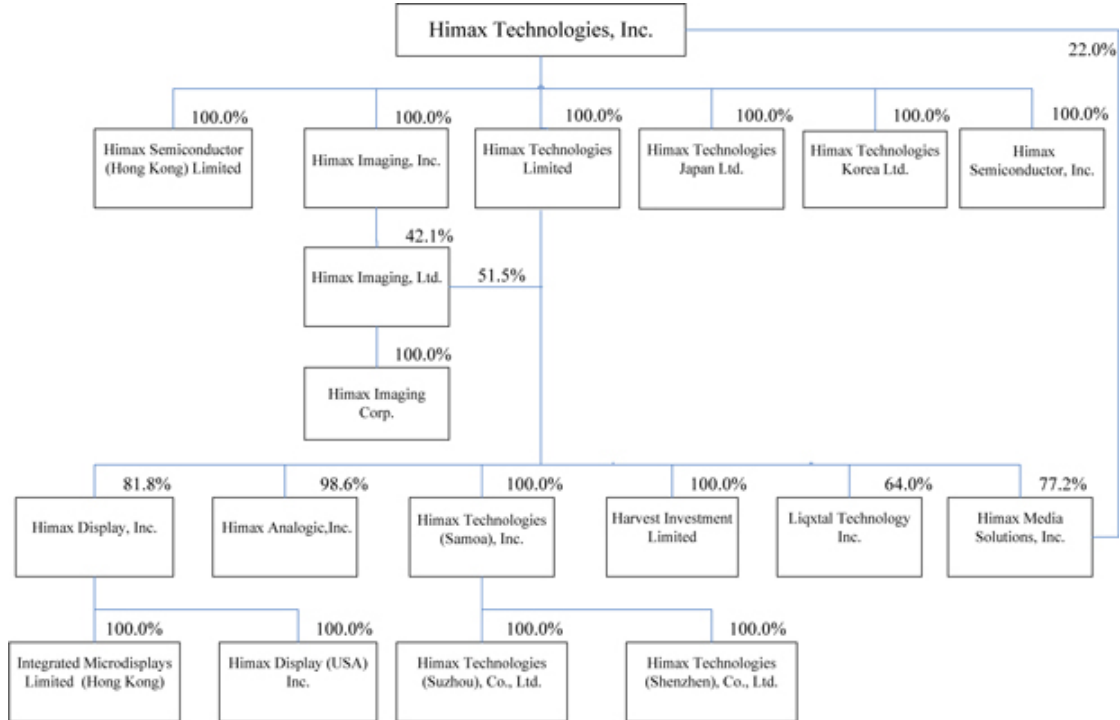 Himax Technologies, Inc.
22.0%
100.0%
100.0%
100.0%
100.0%
100.0%
100.0%
Himax Semiconductor
(Hong Kong) Limited
Himax Imaging, Inc.
Himax Technologies
Limited
Himax Technologies
Japan Ltd.
Himax Technologies
Korea Ltd.
Himax
Semiconductor, Inc.
42.1%
Himax Imaging, Ltd.
51.5%
100.0%
Himax Imaging
Corp.
81.8%
98.6%
100.0%
100.0%
64.0%
77.2%
Himax Display, Inc.
Himax Analogic,Inc.
Himax Technologies
(Samoa), Inc.
Harvest Investment
Limited
Liqxtal Technology
Inc.
Himax Media
Solutions, Inc.
100.0%
100.0%
100.0%
100.0%
Integrated Microdisplays
Limited (Hong Kong)
Himax Display (USA)
Inc.
Himax Technologies
(Suzhou), Co., Ltd.
Himax Technologies
(Shenzhen), Co., Ltd.